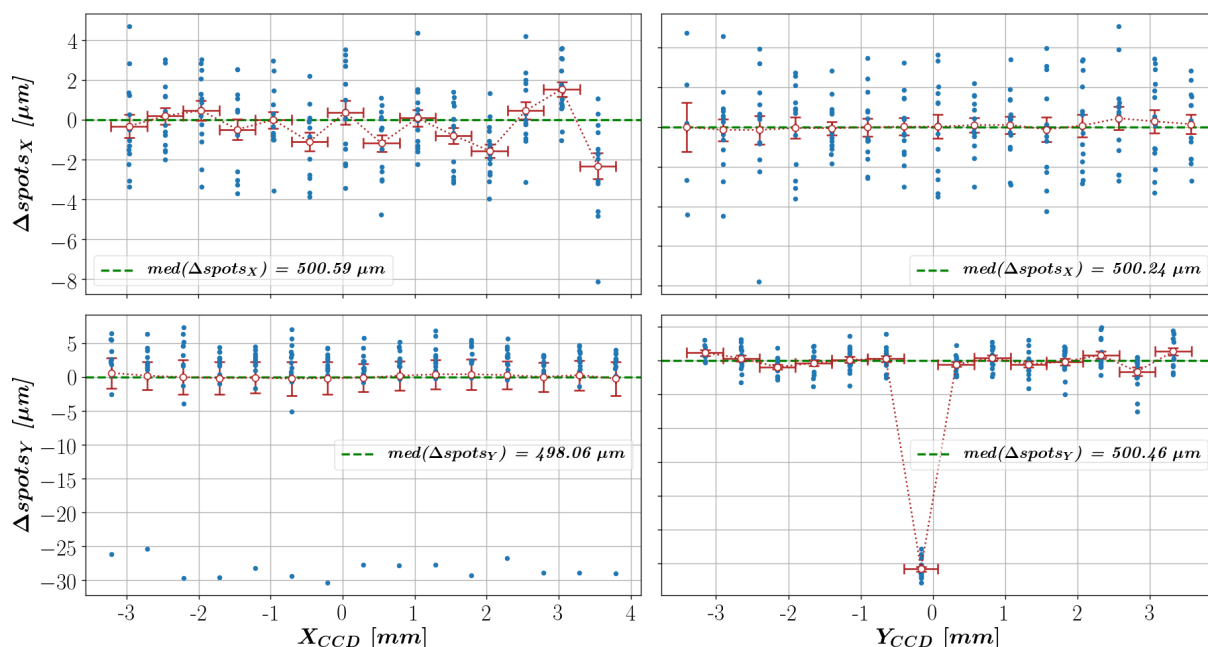 4
2
0
−2
−4
−6
−8
Δspots_X [μm]
med(Δspots_X) = 500.59 μm
med(Δspots_X) = 500.24 μm
5
0
−5
−10
−15
−20
−25
−30
Δspots_Y [μm]
med(Δspots_Y) = 498.06 μm
med(Δspots_Y) = 500.46 μm
-3 -2 -1 0 1 2 3 4
-3 -2 -1 0 1 2 3
X_CCD [mm]
Y_CCD [mm]